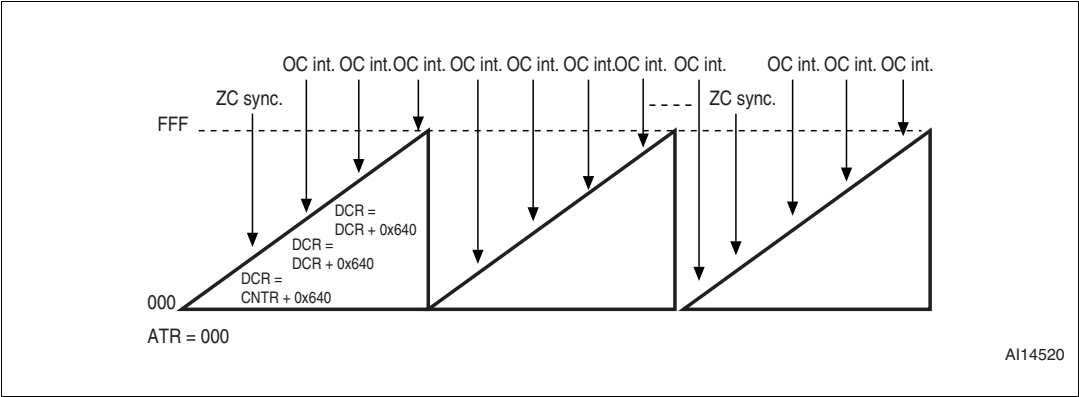 OC int. OC int.OC int. OC int. OC int. OC int.OC int. OC int. OC int. OC int. OC int.
ZC sync. ZC sync.
FFF
DCR =
DCR + 0x640
DCR =
DCR + 0x640
DCR =
CNTR + 0x640
000
ATR = 000
AI14520